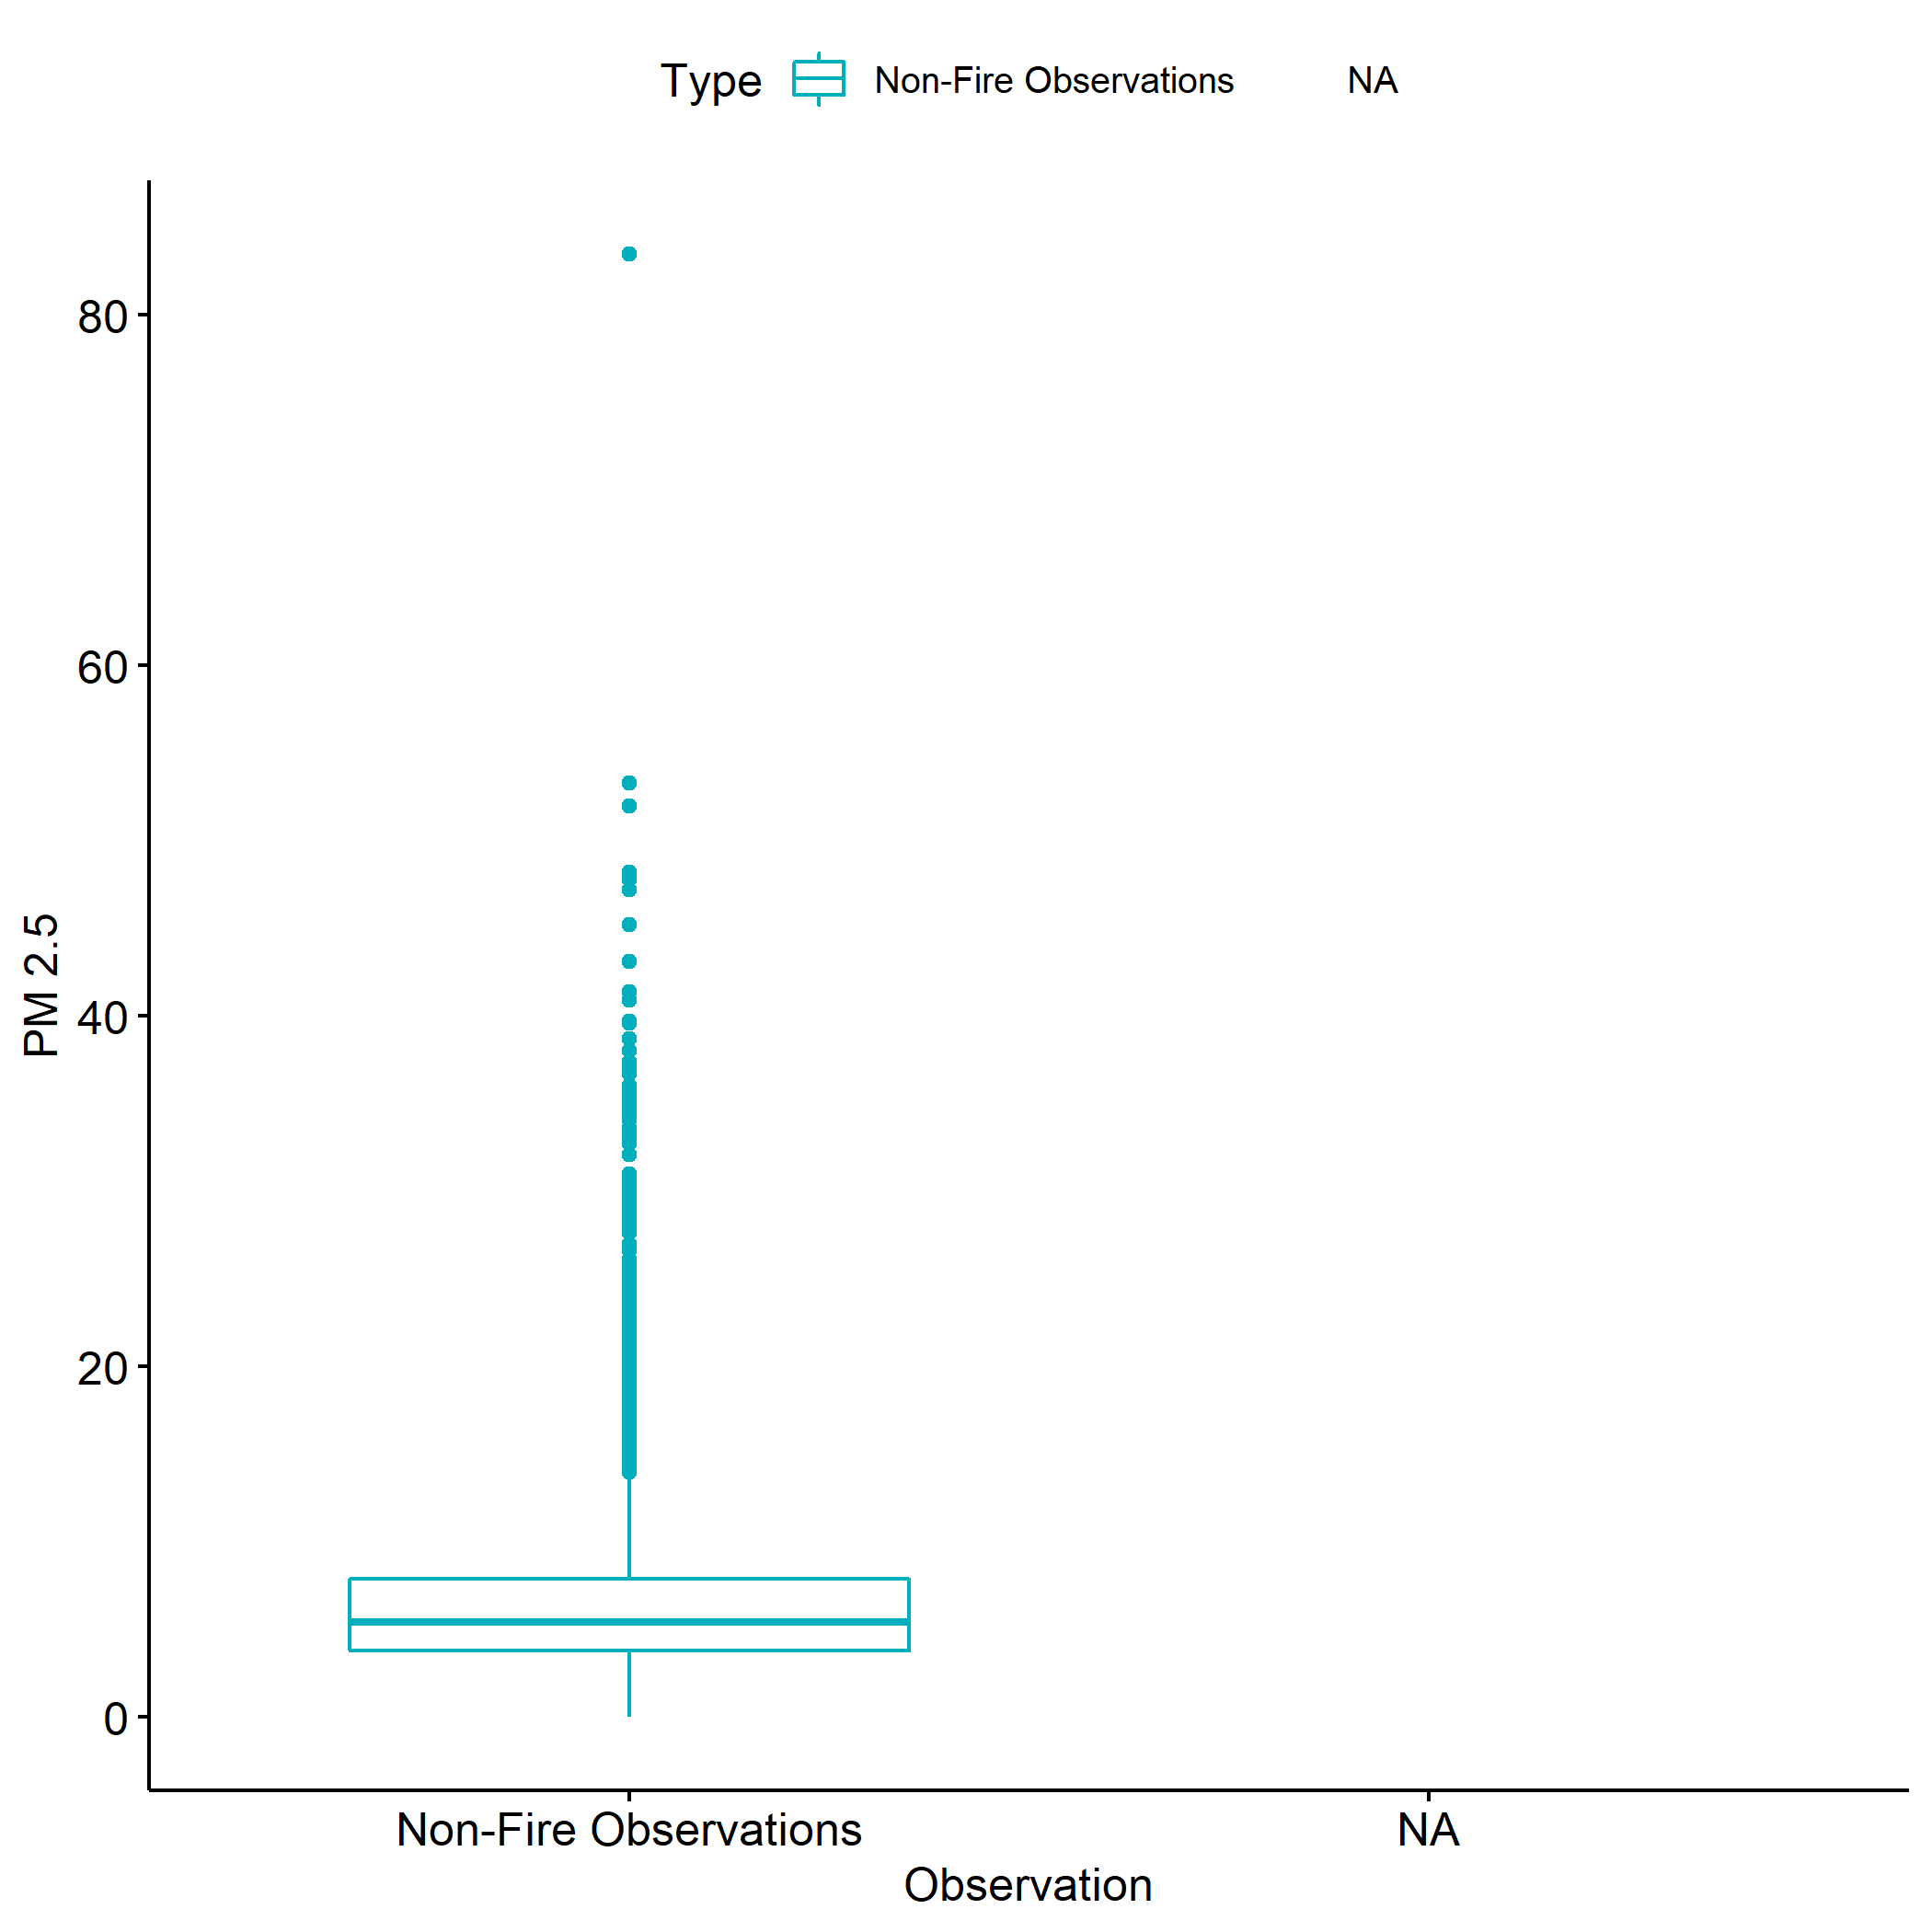 Type Non-Fire Observations NA
80
60
40
20
0
PM 2.5
Non-Fire Observations NA
Observation